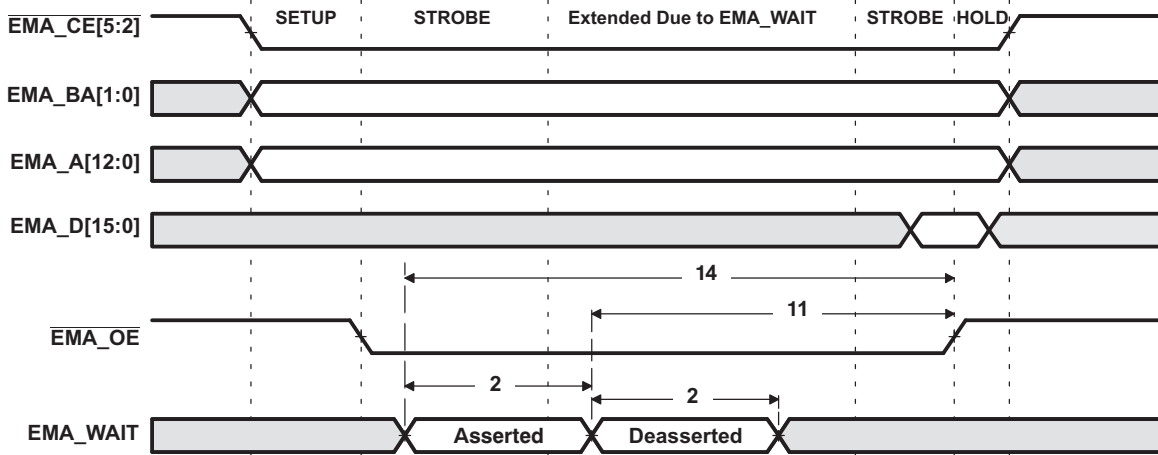 SETUP STROBE Extended Due to EMA_WAIT STROBE HOLD
EMA_CE[5:2]
EMA_BA[1:0]
EMA_A[12:0]
EMA_D[15:0]
14
11
EMA_OE
2
2
EMA_WAIT Asserted Deasserted